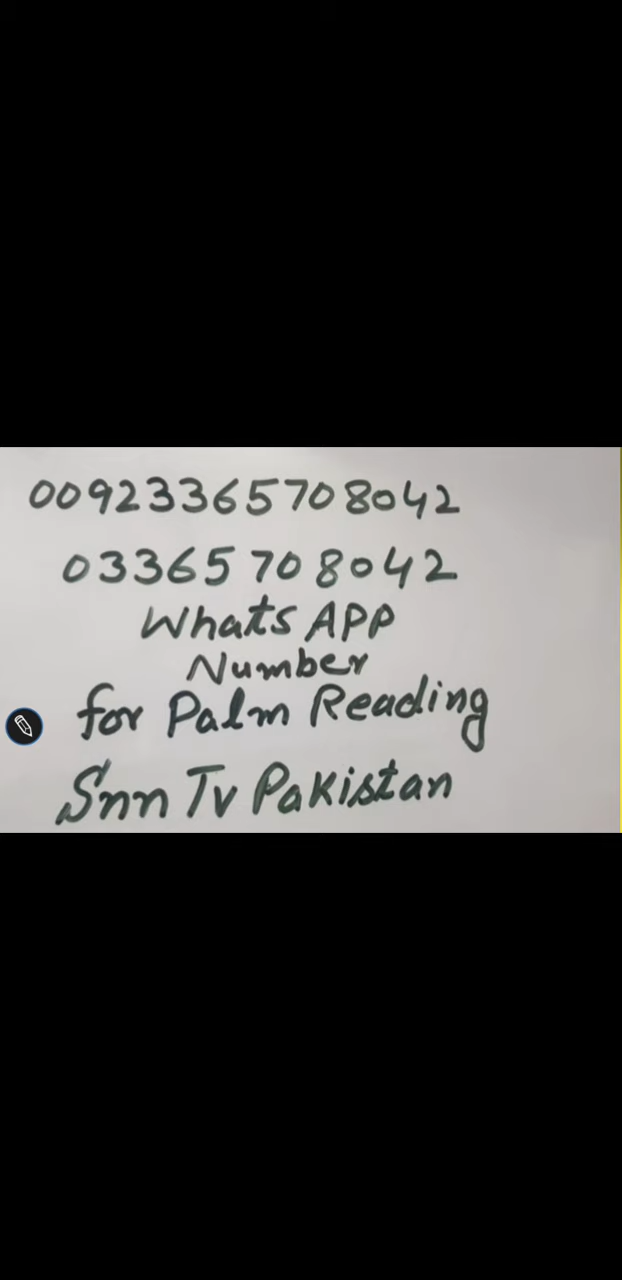 00923365708042
03365708042
Whats APP
Number
for Palm Reading
Snn Tv Pakistan